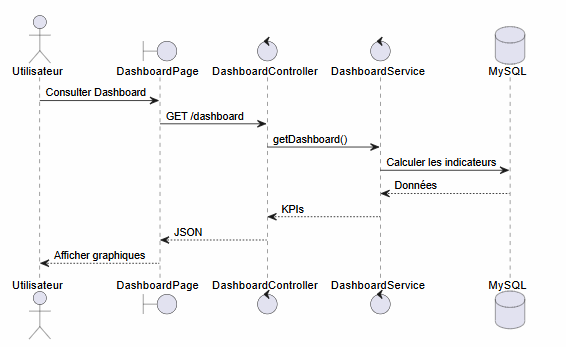 Utilisateur DashboardPage DashboardController DashboardService MySQL
Consulter Dashboard
GET /dashboard
getDashboard()
Calculer les indicateurs
Données
KPIs
JSON
Afficher graphiques
Utilisateur DashboardPage DashboardController DashboardService MySQL